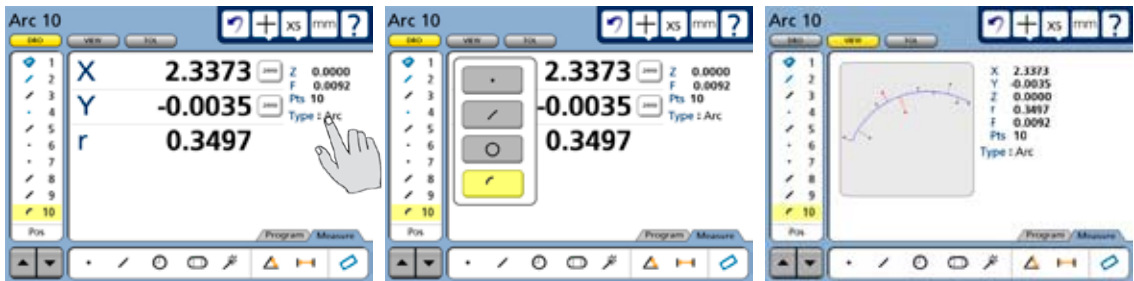 Arc 10
xs mm ?
DRO VIEW TOL
1
2
3
4
5
6
7
8
9
10
Pos
X 2.3373 zero Z 0.0000
F 0.0092
Y -0.0035 zero Pts 10
Type : Arc
r 0.3497
Program Measure
Arc 10
xs mm ?
DRO VIEW TOL
1
2
3
4
5
6
7
8
9
10
Pos
2.3373 zero Z 0.0000
F 0.0092
-0.0035 zero Pts 10
Type : Arc
0.3497
Program Measure
Arc 10
xs mm ?
DRO VIEW TOL
1
2
3
4
5
6
7
8
9
10
Pos
X 2.3373
Y -0.0035
Z 0.0000
r 0.3497
F 0.0092
Pts 10
Type : Arc
Program Measure